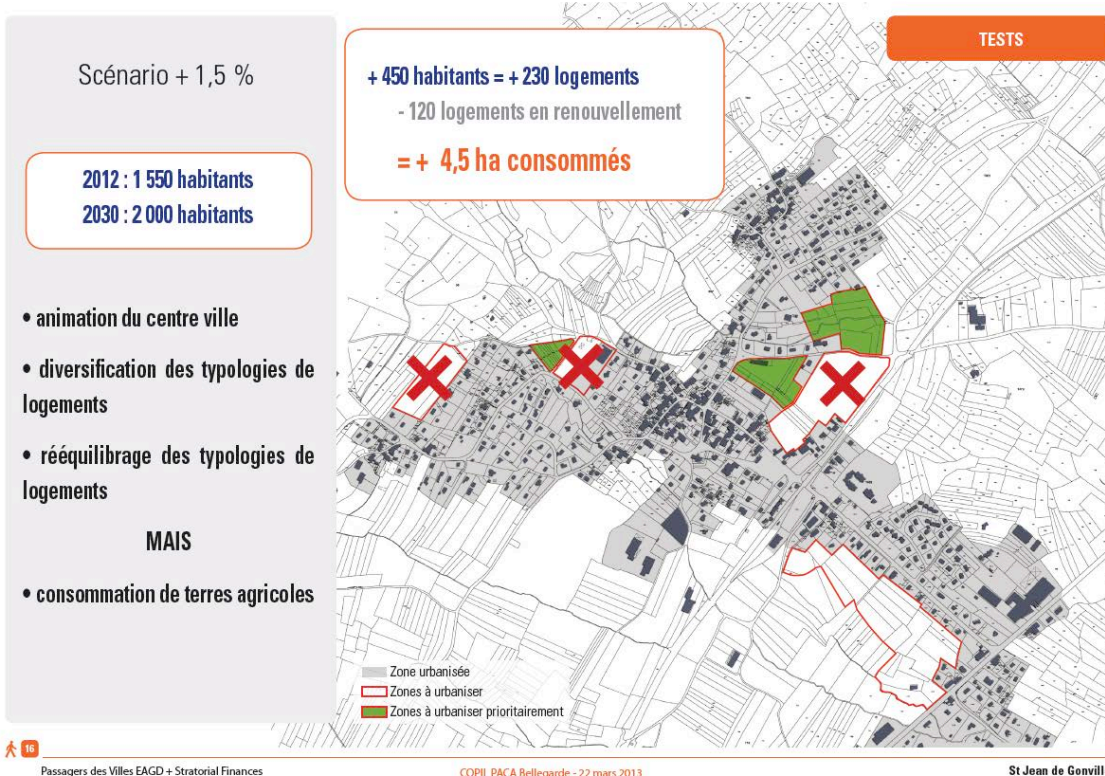 TESTS
Scénario + 1,5 %
2012 : 1 550 habitants
2030 : 2 000 habitants
• animation du centre ville
• diversification des typologies de
logements
• rééquilibrage des typologies de
logements
MAIS
• consommation de terres agricoles
+ 450 habitants = + 230 logements
- 120 logements en renouvellement
= + 4,5 ha consommés
Zone urbanisée
Zones à urbaniser
Zones à urbaniser prioritairement
16
Passagers des Villes EAGD + Stratorial Finances
COPIL PACA Bellegarde - 22 mars 2013
St Jean de Gonvill